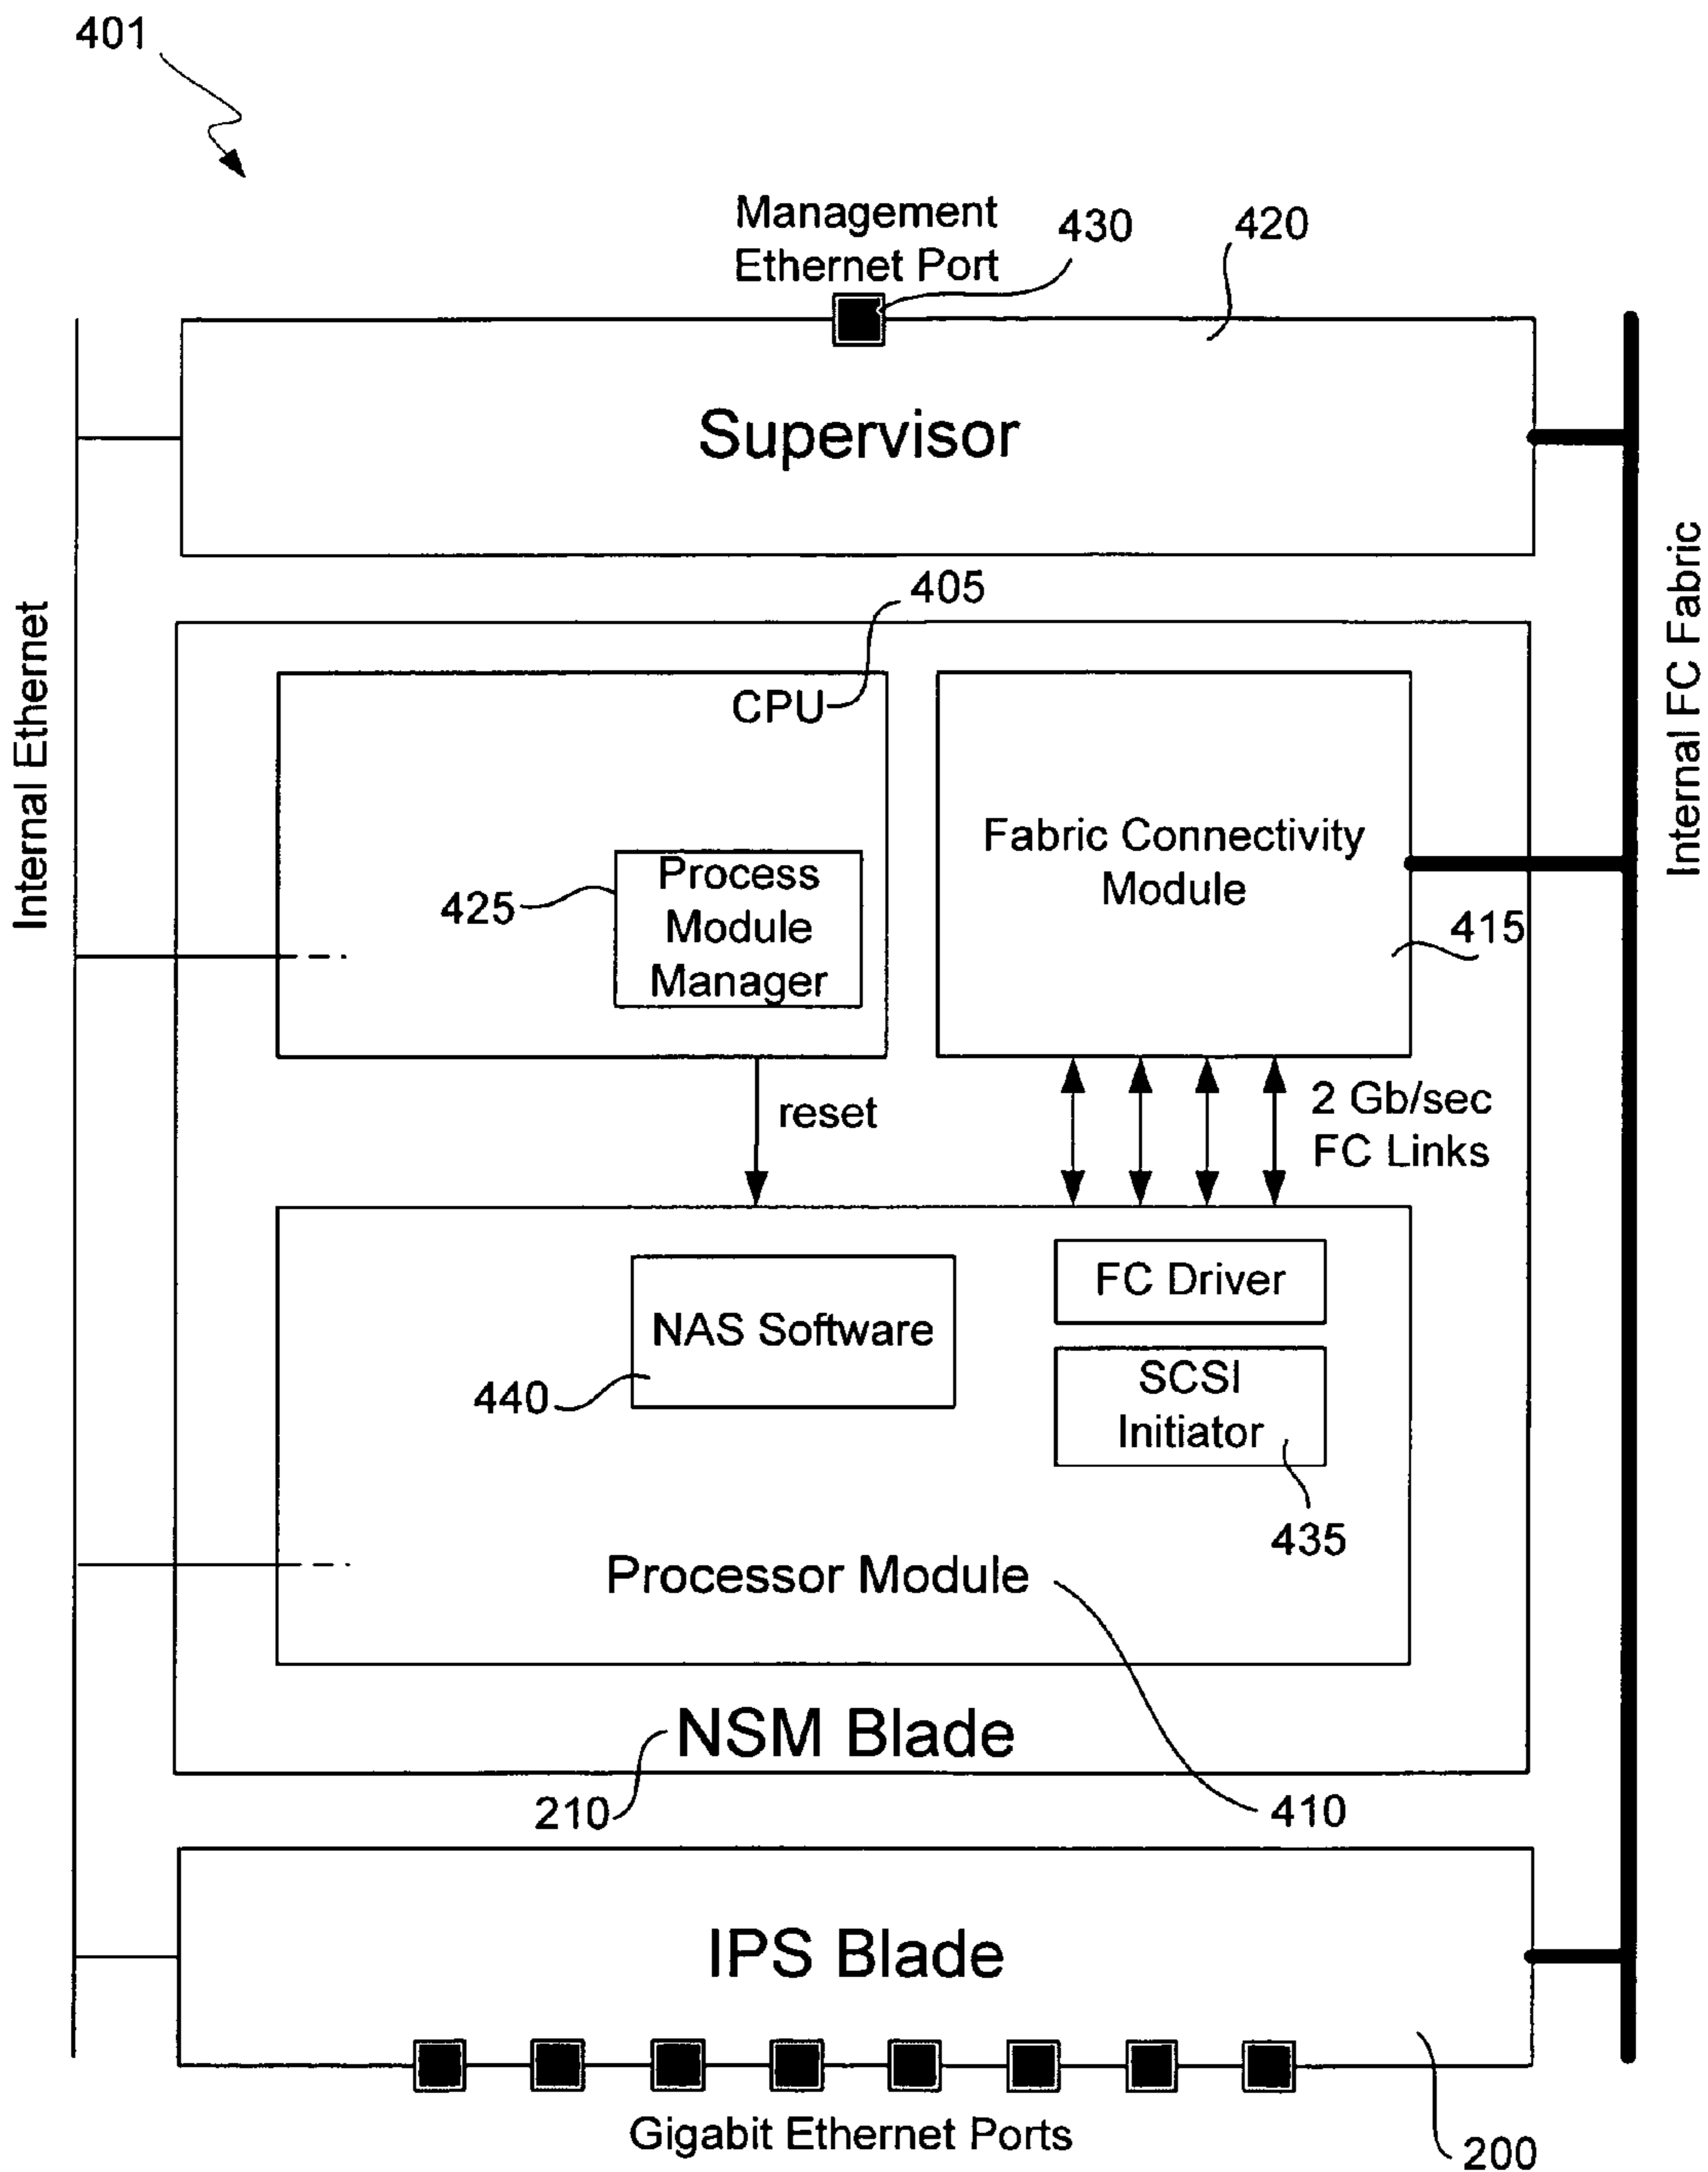 401
Management
Ethernet Port
430
420
Supervisor
Internal Ethernet
Internal FC Fabric
405
CPU
Process
Module
Manager
425
Fabric Connectivity
Module
415
reset
2 Gb/sec
FC Links
NAS Software
440
FC Driver
SCSI
Initiator
435
Processor Module
NSM Blade
210
410
IPS Blade
Gigabit Ethernet Ports
200